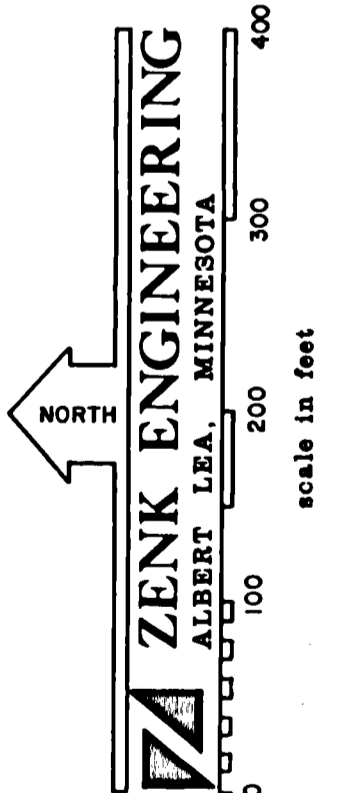 NORTH
ZENK ENGINEERING
ALBERT LEA, MINNESOTA
0 100 200 300 400
scale in feet